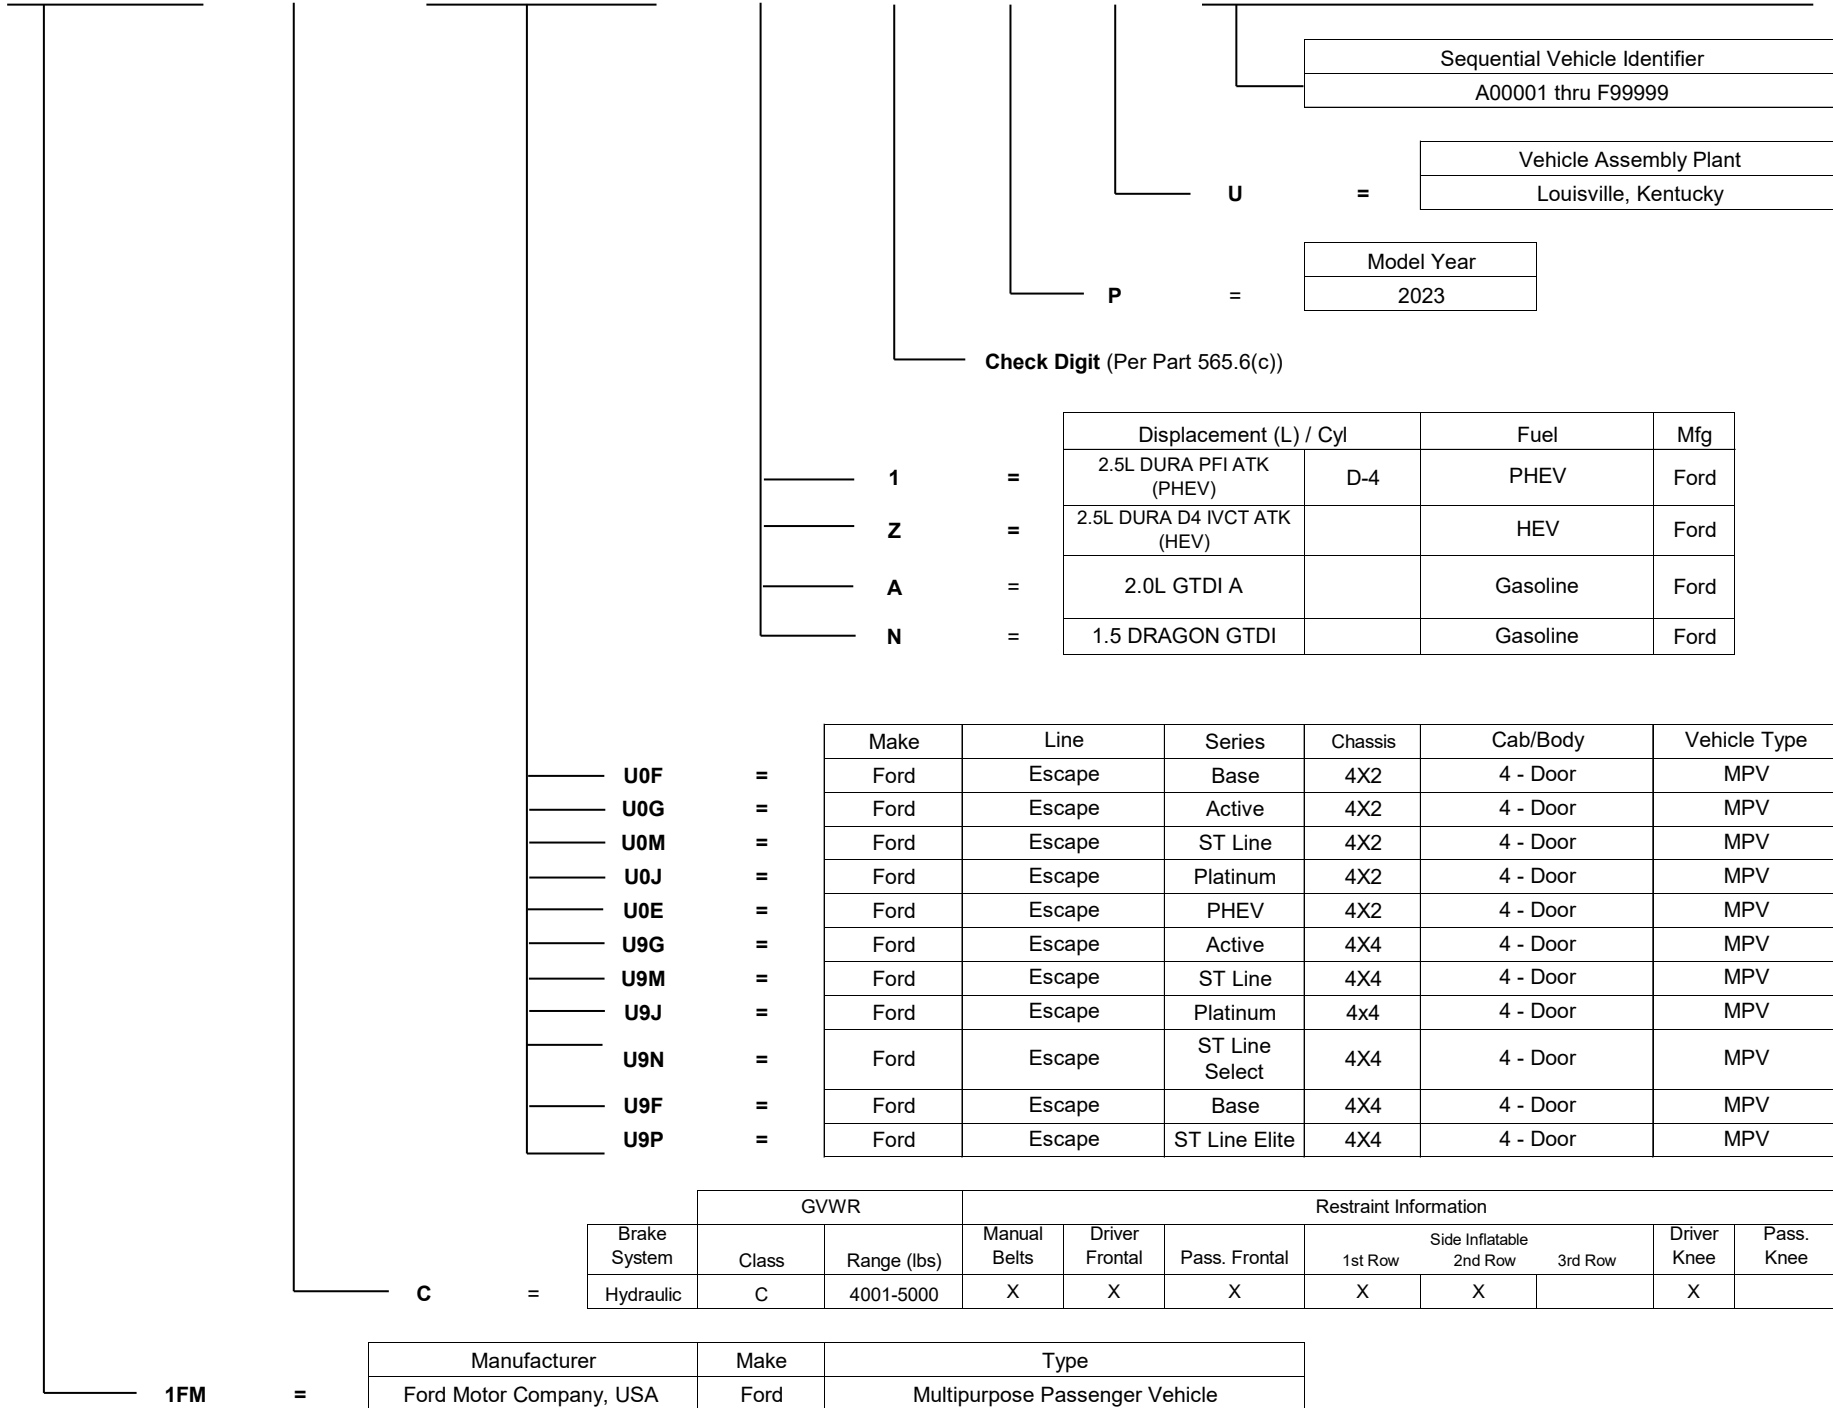 Sequential Vehicle Identifier
A00001 thru F99999
Vehicle Assembly Plant
U = Louisville, Kentucky
Model Year
P = 2023
Check Digit (Per Part 565.6(c))
Displacement (L) / Cyl Fuel Mfg
1 = 2.5L DURA PFI ATK (PHEV) D-4 PHEV Ford
Z = 2.5L DURA D4 IVCT ATK (HEV) HEV Ford
A = 2.0L GTDI A Gasoline Ford
N = 1.5 DRAGON GTDI Gasoline Ford
Make Line Series Chassis Cab/Body Vehicle Type
U0F = Ford Escape Base 4X2 4 - Door MPV
U0G = Ford Escape Active 4X2 4 - Door MPV
U0M = Ford Escape ST Line 4X2 4 - Door MPV
U0J = Ford Escape Platinum 4X2 4 - Door MPV
U0E = Ford Escape PHEV 4X2 4 - Door MPV
U9G = Ford Escape Active 4X4 4 - Door MPV
U9M = Ford Escape ST Line 4X4 4 - Door MPV
U9J = Ford Escape Platinum 4x4 4 - Door MPV
U9N = Ford Escape ST Line Select 4X4 4 - Door MPV
U9F = Ford Escape Base 4X4 4 - Door MPV
U9P = Ford Escape ST Line Elite 4X4 4 - Door MPV
GVWR Restraint Information
Brake System Class Range (lbs) Manual Belts Driver Frontal Pass. Frontal Side Inflatable 1st Row 2nd Row 3rd Row Driver Knee Pass. Knee
C = Hydraulic C 4001-5000 X X X X X X
Manufacturer Make Type
1FM = Ford Motor Company, USA Ford Multipurpose Passenger Vehicle